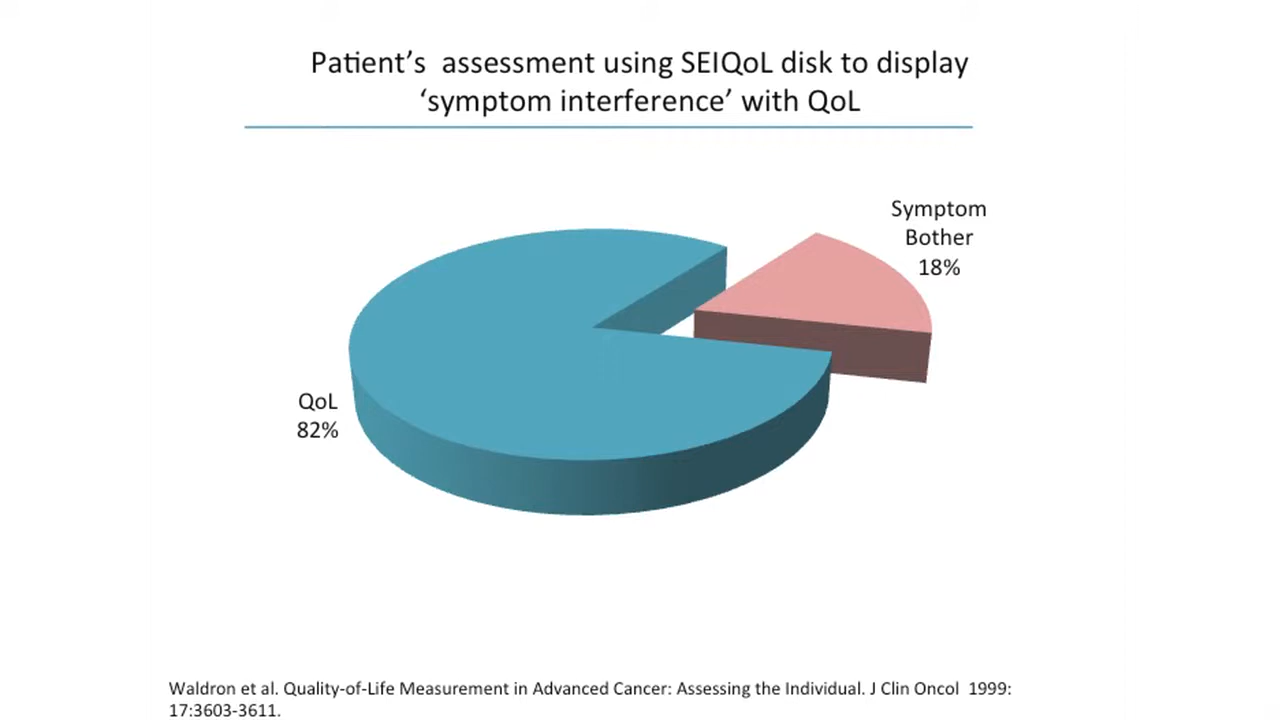 Patient’s  assessment using SEIQoL disk to display
‘symptom interference’ with QoL
Symptom
Bother
18%
QoL
82%
Waldron et al. Quality-of-Life Measurement in Advanced Cancer: Assessing the Individual. J Clin Oncol  1999:
17:3603-3611.